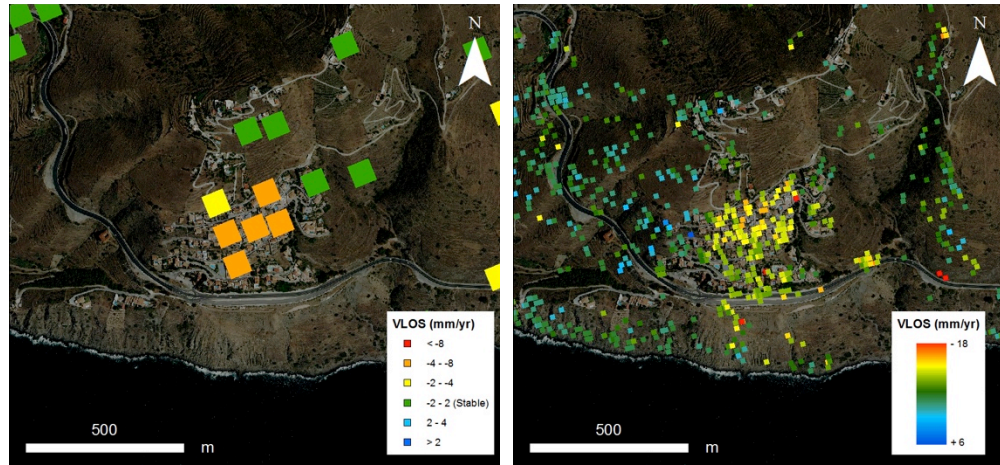 N
VLOS (mm/yr)
< -8
-4 - -8
-2 - -4
-2 - 2 (Stable)
2 - 4
> 2
500
m
N
VLOS (mm/yr)
- 18
+ 6
500
m